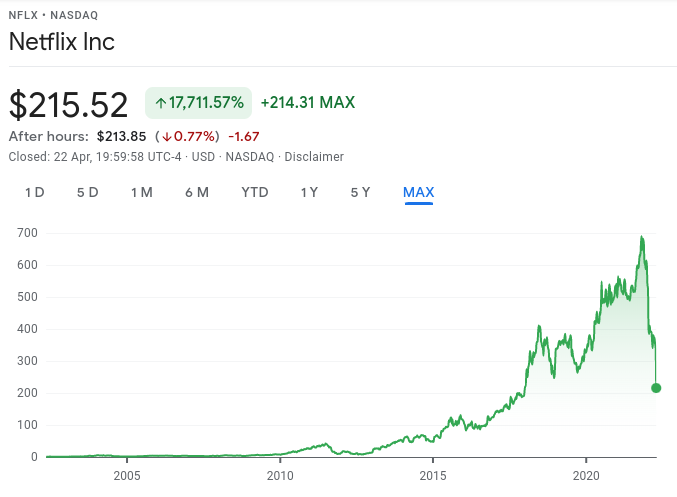 NFLX • NASDAQ
Netflix Inc
$215.52 ↑17,711.57% +214.31 MAX
After hours: $213.85 (↓0.77%) -1.67
Closed: 22 Apr, 19:59:58 UTC-4 · USD · NASDAQ · Disclaimer
1 D 5 D 1 M 6 M YTD 1 Y 5 Y MAX
700
600
500
400
300
200
100
0
2005 2010 2015 2020